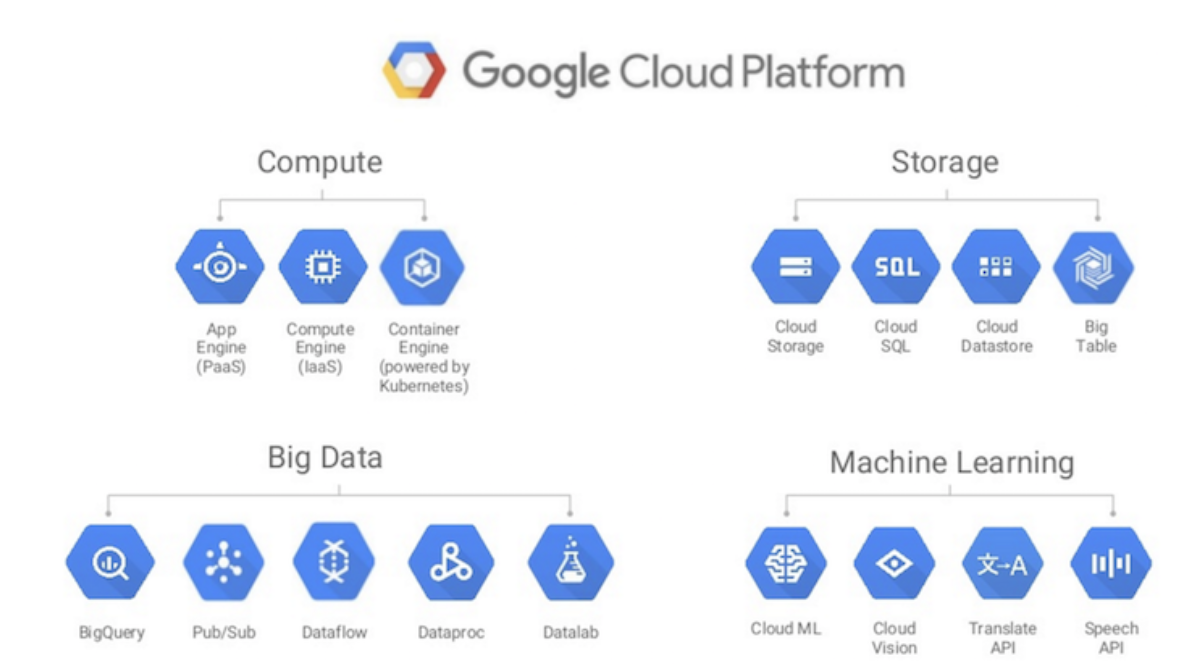 Google Cloud Platform
Compute
App
Engine
(PaaS)
Compute
Engine
(IaaS)
Container
Engine
(powered by
Kubernetes)
Storage
Cloud
Storage
SQL
Cloud
SQL
Cloud
Datastore
Big
Table
Big Data
BigQuery
Pub/Sub
Dataflow
Dataproc
Datalab
Machine Learning
Cloud ML
Cloud
Vision
文→A
Translate
API
Speech
API